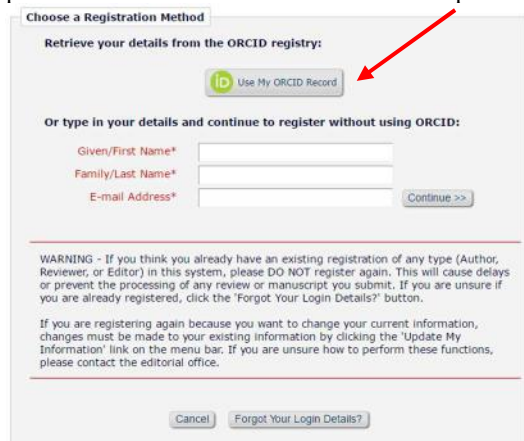 Choose a Registration Method
Retrieve your details from the ORCID registry:
iD Use My ORCID Record
Or type in your details and continue to register without using ORCID:
Given/First Name*
Family/Last Name*
E-mail Address* Continue >>
WARNING - If you think you already have an existing registration of any type (Author,
Reviewer, or Editor) in this system, please DO NOT register again. This will cause delays
or prevent the processing of any review or manuscript you submit. If you are unsure if
you are already registered, click the 'Forgot Your Login Details?' button.
If you are registering again because you want to change your current information,
changes must be made to your existing information by clicking the 'Update My
Information' link on the menu bar. If you are unsure how to perform these functions,
please contact the editorial office.
Cancel Forgot Your Login Details?